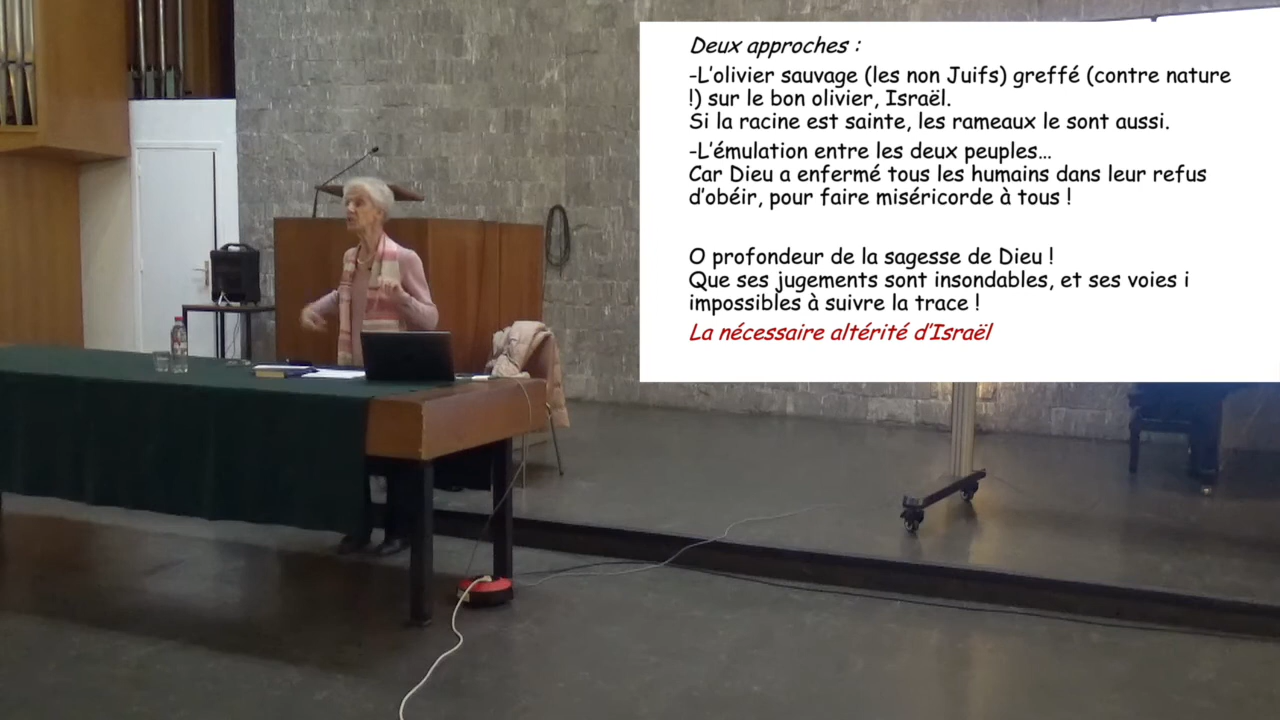 Deux approches :
-L'olivier sauvage (les non Juifs) greffé (contre nature
!) sur le bon olivier, Israël.
Si la racine est sainte, les rameaux le sont aussi.
-L'émulation entre les deux peuples…
Car Dieu a enfermé tous les humains dans leur refus
d'obéir, pour faire miséricorde à tous !
O profondeur de la sagesse de Dieu !
Que ses jugements sont insondables, et ses voies i
impossibles à suivre la trace !
La nécessaire altérité d'Israël